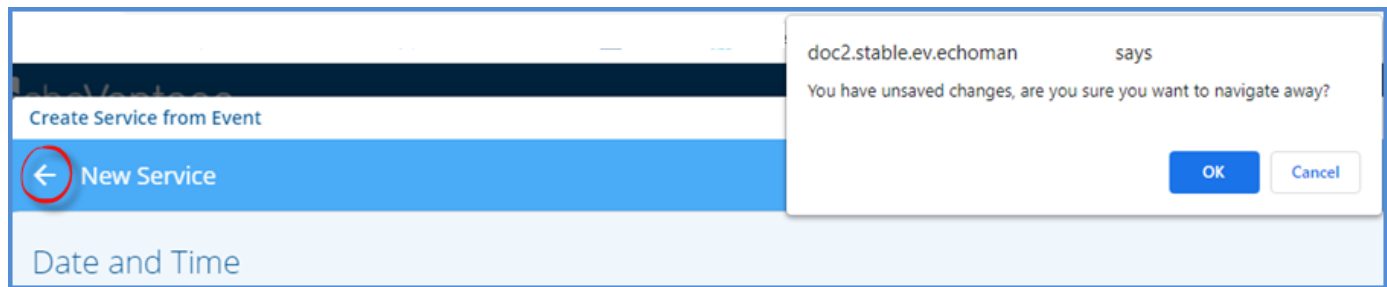 doc2.stable.ev.echoman says
You have unsaved changes, are you sure you want to navigate away?
OK Cancel
Create Service from Event
New Service
Date and Time